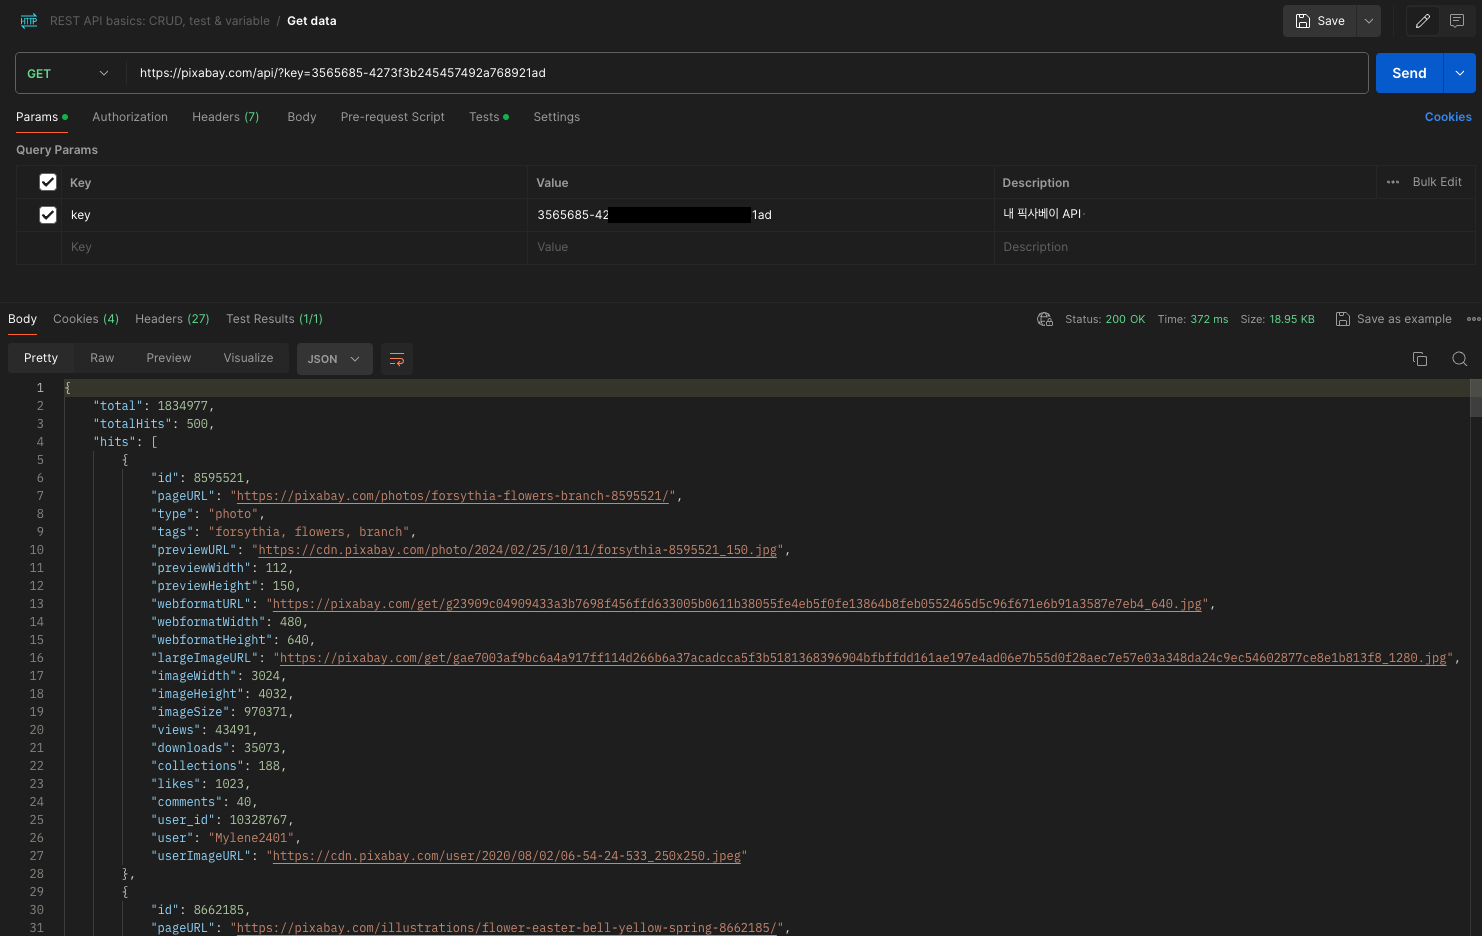 REST API basics: CRUD, test & variable / Get data
Save
GET https://pixabay.com/api/?key=3565685-4273f3b245457492a768921ad Send
Params Authorization Headers (7) Body Pre-request Script Tests Settings Cookies
Query Params
Key Value Description ··· Bulk Edit
key 3565685-42 1ad 내 픽사베이 API
Key Value Description
Body Cookies (4) Headers (27) Test Results (1/1) Status: 200 OK Time: 372 ms Size: 18.95 KB Save as example
Pretty Raw Preview Visualize JSON
1 {
2 "total": 1834977,
3 "totalHits": 500,
4 "hits": [
5 {
6 "id": 8595521,
7 "pageURL": "https://pixabay.com/photos/forsythia-flowers-branch-8595521/",
8 "type": "photo",
9 "tags": "forsythia, flowers, branch",
10 "previewURL": "https://cdn.pixabay.com/photo/2024/02/25/10/11/forsythia-8595521_150.jpg",
11 "previewWidth": 112,
12 "previewHeight": 150,
13 "webformatURL": "https://pixabay.com/get/g23909c04909433a3b7698f456ffd633005b0611b38055fe4eb5f0fe13864b8feb0552465d5c96f671e6b91a3587e7eb4_640.jpg",
14 "webformatWidth": 480,
15 "webformatHeight": 640,
16 "largeImageURL": "https://pixabay.com/get/gae7003af9bc6a4a917ff114d266b6a37acadcca5f3b5181368396904bfbffdd161ae197e4ad06e7b55d0f28aec7e57e03a348da24c9ec54602877ce8e1b813f8_1280.jpg",
17 "imageWidth": 3024,
18 "imageHeight": 4032,
19 "imageSize": 970371,
20 "views": 43491,
21 "downloads": 35073,
22 "collections": 188,
23 "likes": 1023,
24 "comments": 40,
25 "user_id": 10328767,
26 "user": "Mylene2401",
27 "userImageURL": "https://cdn.pixabay.com/user/2020/08/02/06-54-24-533_250x250.jpeg"
28 },
29 {
30 "id": 8662185,
31 "pageURL": "https://pixabay.com/illustrations/flower-easter-bell-yellow-spring-8662185/",